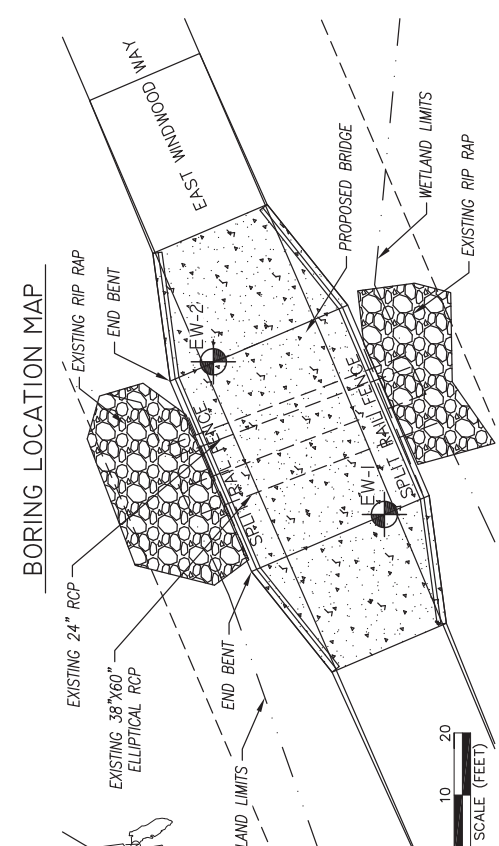 BORING LOCATION MAP
EXISTING 24" RCP
EXISTING 38"X60"
ELLIPTICAL RCP
EXISTING RIP RAP
END BENT
EAST WINDWOOD WAY
EW-2
SPLIT RAIL FENCE
PROPOSED BRIDGE
WETLAND LIMITS
EXISTING RIP RAP
SPLIT RAIL FENCE
EW-1
END BENT
LAND LIMITS
10
20
SCALE (FEET)